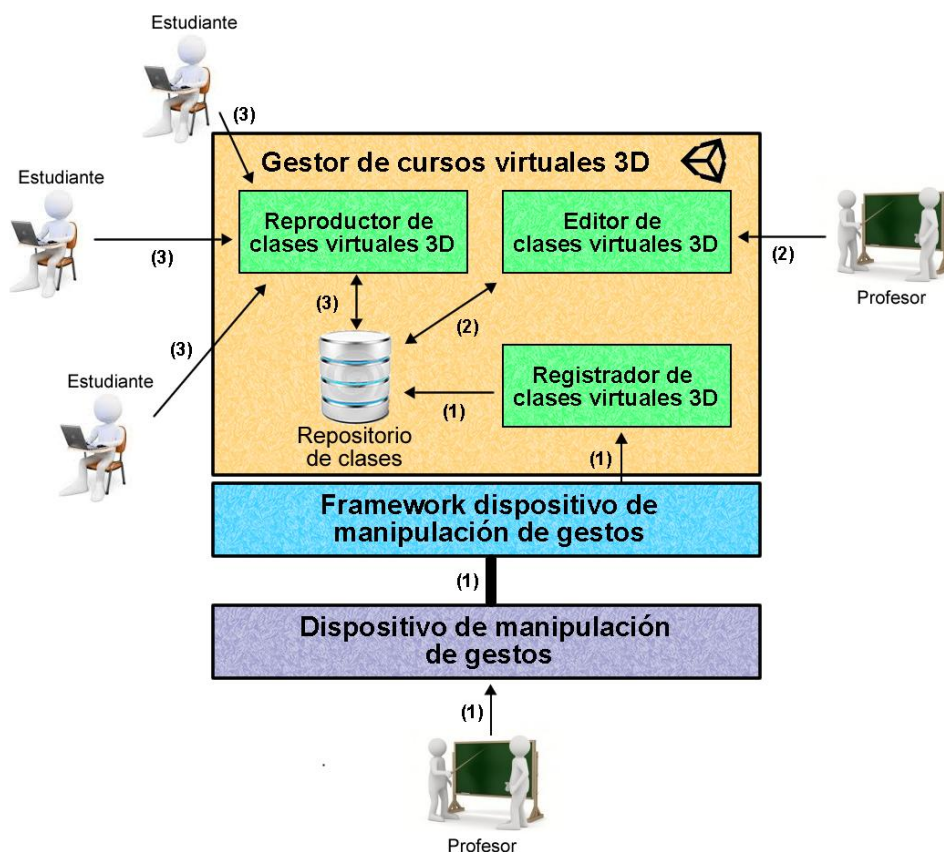 Estudiante
(3)
Gestor de cursos virtuales 3D
Estudiante
Reproductor de
clases virtuales 3D
Editor de
clases virtuales 3D
(3)
(2)
Profesor
(3)
(2)
(3)
Estudiante
Registrador de
clases virtuales 3D
(1)
Repositorio
de clases
(1)
Framework dispositivo de
manipulación de gestos
(1)
Dispositivo de manipulación
de gestos
(1)
Profesor